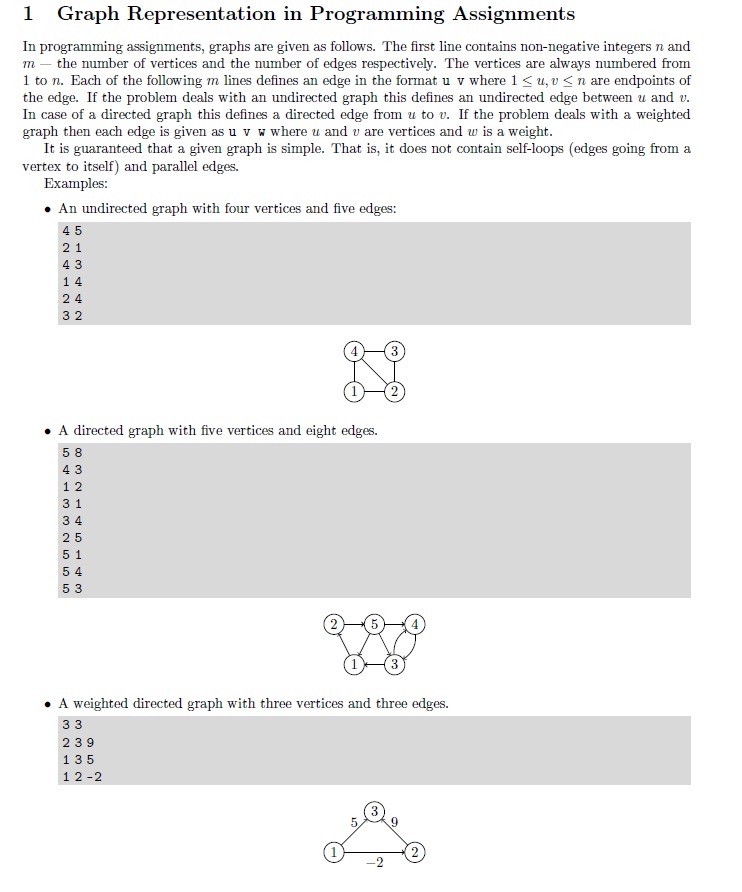 1 Graph Representation in Programming Assignments
In programming assignments, graphs are given as follows. The first line contains non-negative integers n and
m — the number of vertices and the number of edges respectively. The vertices are always numbered from
1 to n. Each of the following m lines defines an edge in the format u v where 1 ≤ u, v ≤ n are endpoints of
the edge. If the problem deals with an undirected graph this defines an undirected edge between u and v.
In case of a directed graph this defines a directed edge from u to v. If the problem deals with a weighted
graph then each edge is given as u v w where u and v are vertices and w is a weight.
It is guaranteed that a given graph is simple. That is, it does not contain self-loops (edges going from a
vertex to itself) and parallel edges.
Examples:
• An undirected graph with four vertices and five edges:
4 5
2 1
4 3
1 4
2 4
3 2
4 3
1 2
• A directed graph with five vertices and eight edges.
5 8
4 3
1 2
3 1
3 4
2 5
5 1
5 4
5 3
2 5 4
1 3
• A weighted directed graph with three vertices and three edges.
3 3
2 3 9
1 3 5
1 2 -2
3
5 9
1 2
−2